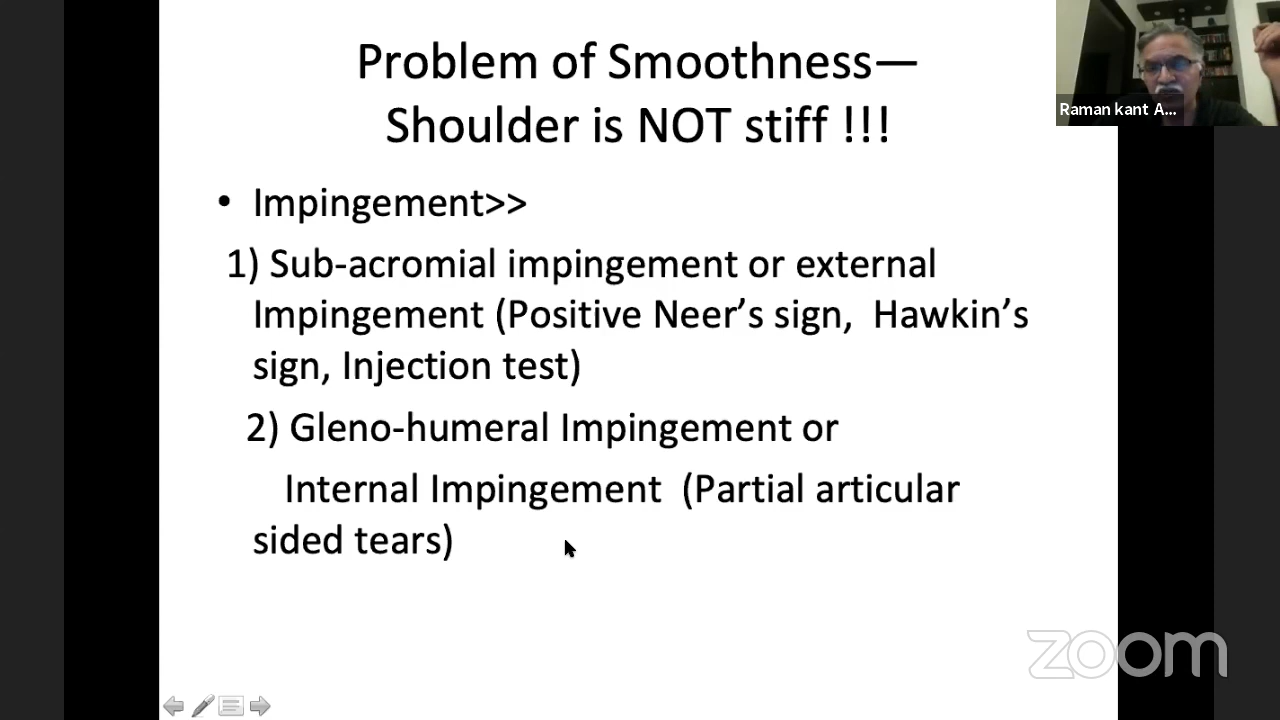 Problem of Smoothness—
Shoulder is NOT stiff !!!
Raman kant A...
• Impingement>>
1) Sub-acromial impingement or external
Impingement (Positive Neer’s sign,  Hawkin’s
sign, Injection test)
2) Gleno-humeral Impingement or
Internal Impingement  (Partial articular
sided tears)
zoom